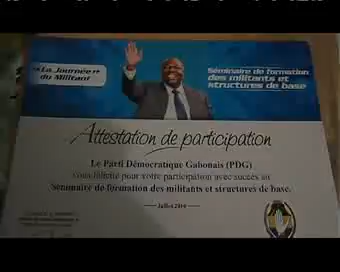 "La Journée"
du Militant
Séminaire de formation
des militants et
structures de base
Attestation de participation
Le Parti Démocratique Gabonais (PDG)
vous félicite pour votre participation avec succès au
Séminaire de formation des militants et structures de base.
Juillet